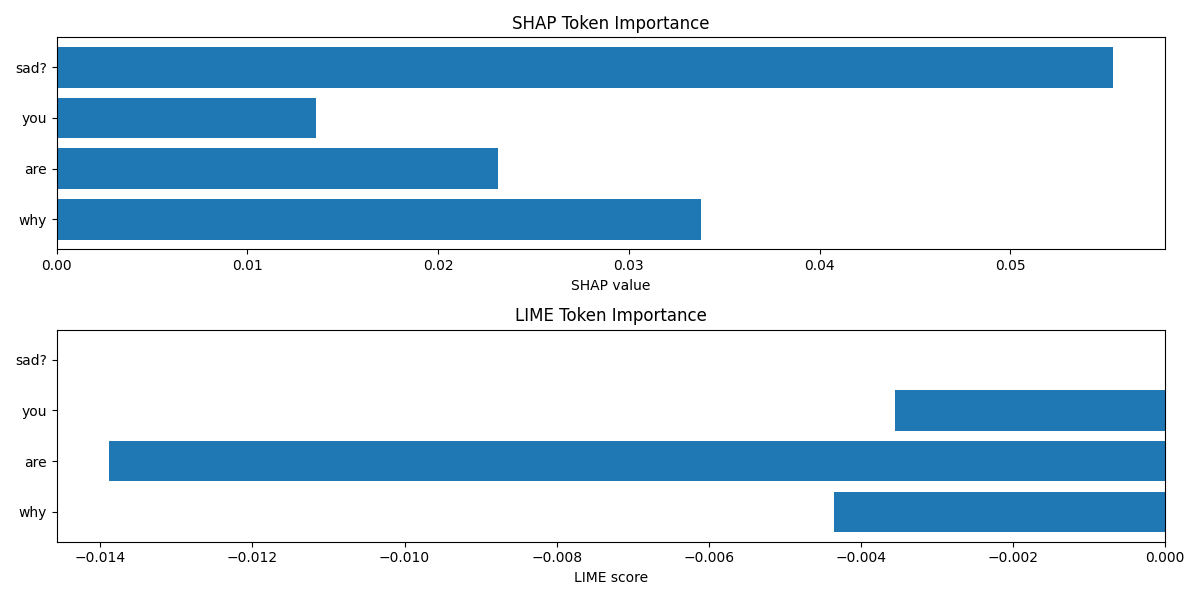 SHAP Token Importance
sad?
you
are
why
0.00 0.01 0.02 0.03 0.04 0.05
SHAP value
LIME Token Importance
sad?
you
are
why
−0.014 −0.012 −0.010 −0.008 −0.006 −0.004 −0.002 0.000
LIME score